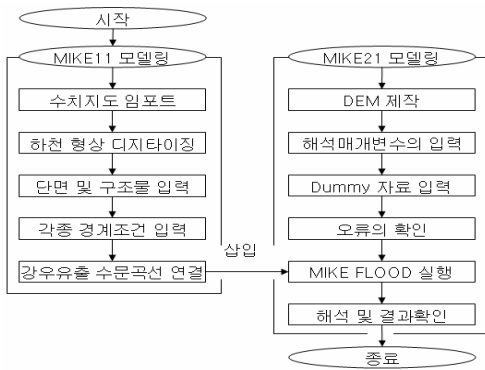 시작
MIKE11 모델링
수치지도 임포트
하천 형상 디지타이징
단면 및 구조물 입력
각종 경계조건 입력
강우유출 수문곡선 연결
삽입
MIKE21 모델링
DEM 제작
해석매개변수의 입력
Dummy 자료 입력
오류의 확인
MIKE FLOOD 실행
해석 및 결과확인
종료